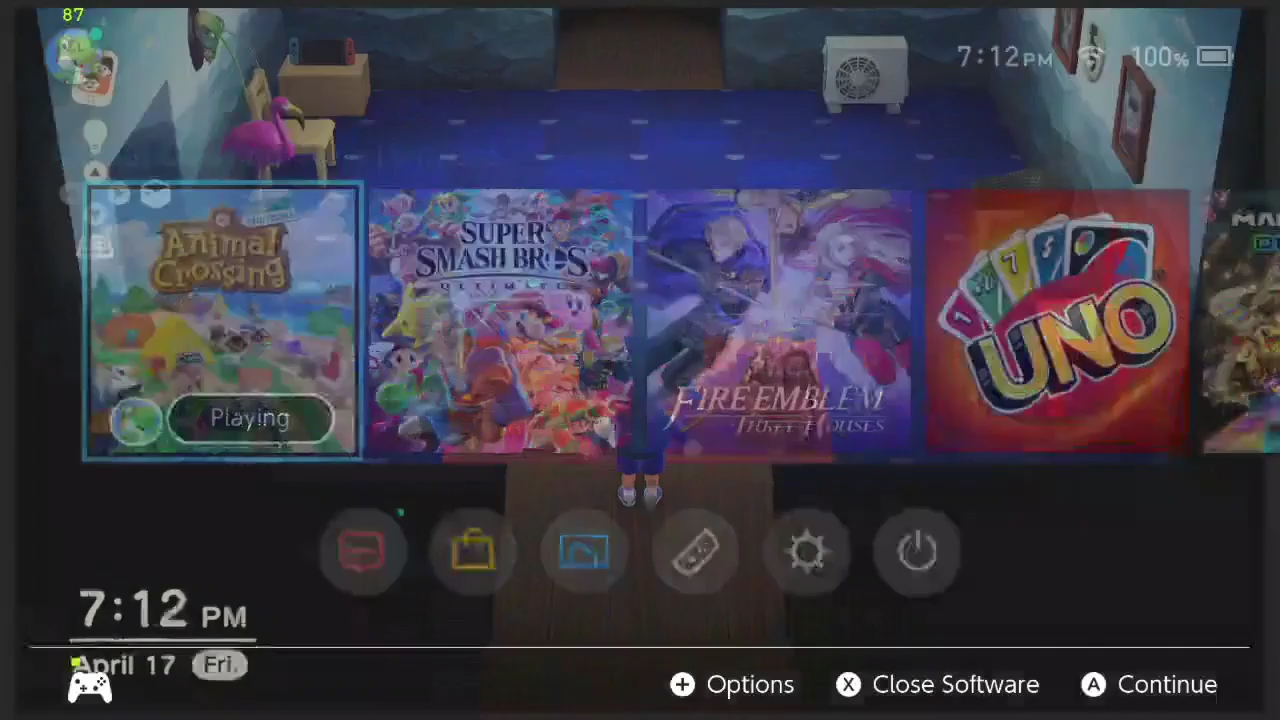 87
7:12 PM
100%
Animal
Crossing
Playing
SUPER
SMASH BROS
ULTIMATE
FIRE EMBLEM
THREE HOUSES
7
UNO
7:12 PM
April 17 Fri.
+ Options
X Close Software
A Continue